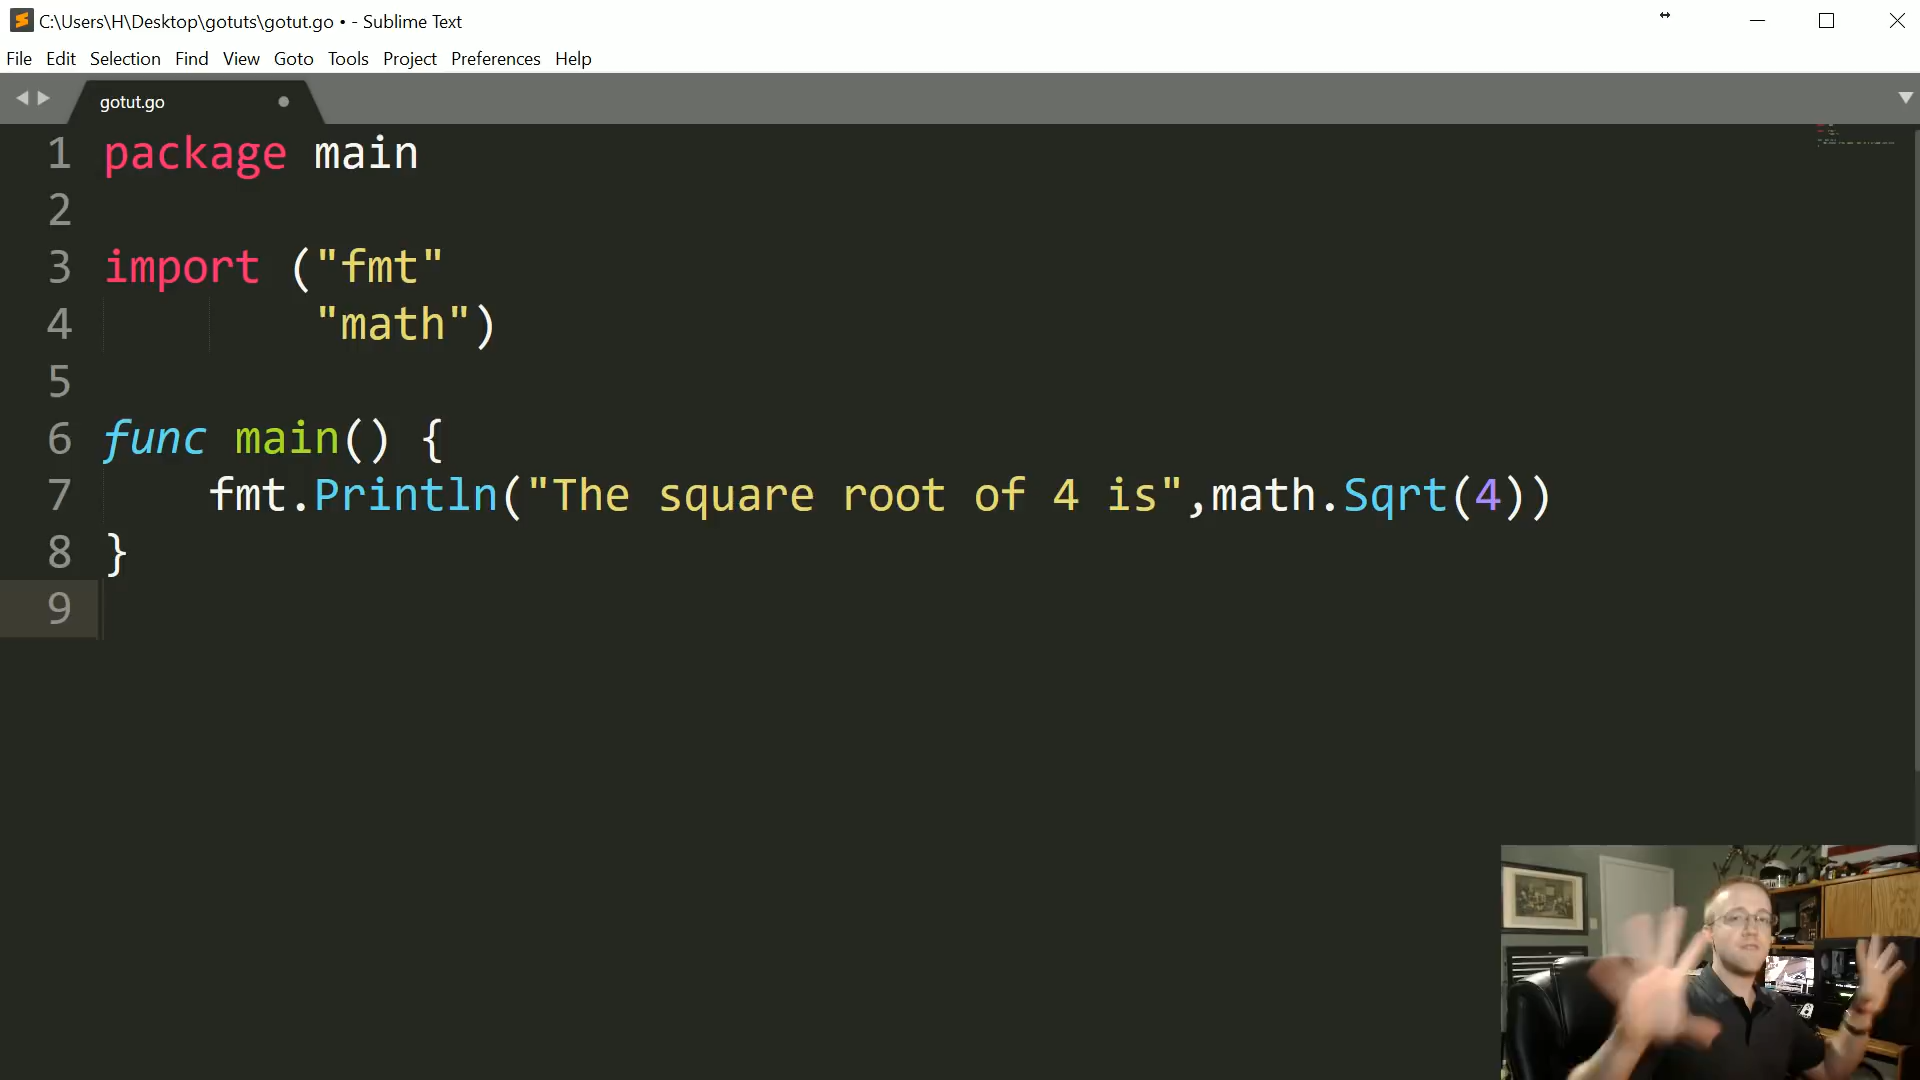 C:\Users\H\Desktop\gotuts\gotut.go • - Sublime Text
File Edit Selection Find View Goto Tools Project Preferences Help
gotut.go
1 package main
2
3 import ("fmt"
4 "math")
5
6 func main() {
7 fmt.Println("The square root of 4 is",math.Sqrt(4))
8 }
9